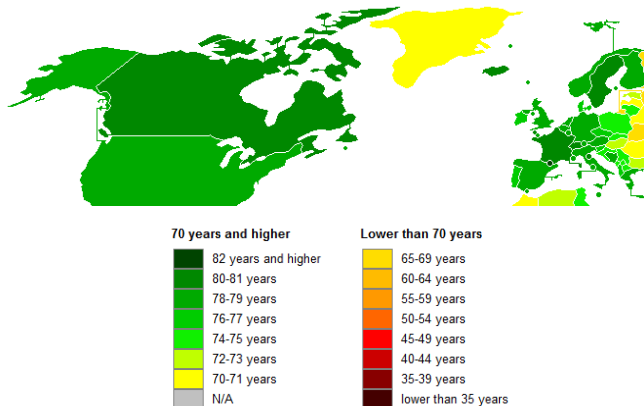 70 years and higher
82 years and higher
80-81 years
78-79 years
76-77 years
74-75 years
72-73 years
70-71 years
N/A
Lower than 70 years
65-69 years
60-64 years
55-59 years
50-54 years
45-49 years
40-44 years
35-39 years
lower than 35 years